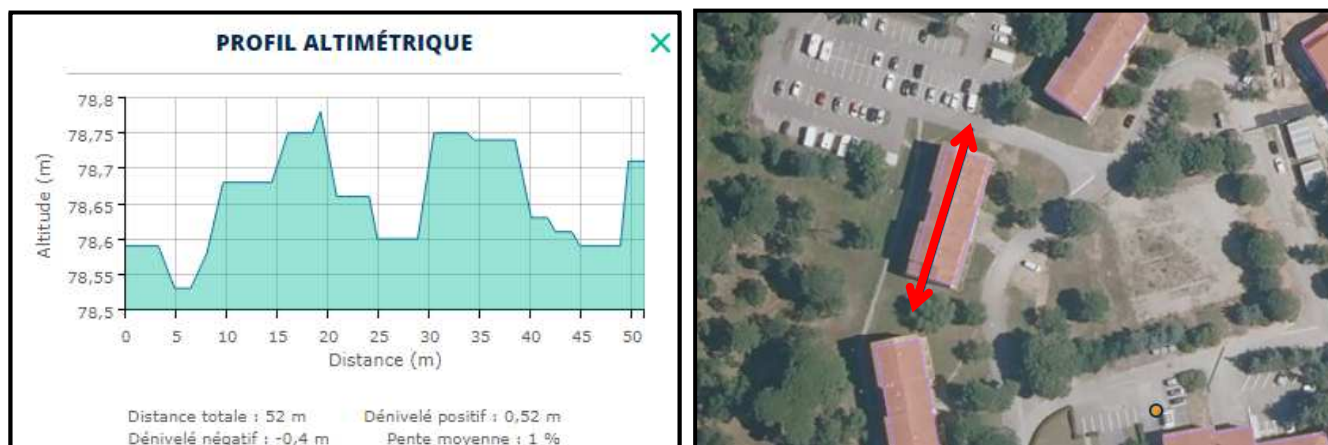 PROFIL ALTIMÉTRIQUE
Altitude (m)
78,8
78,75
78,7
78,65
78,6
78,55
78,5
0 5 10 15 20 25 30 35 40 45 50
Distance (m)
Distance totale : 52 m Dénivelé positif : 0,52 m
Dénivelé négatif : -0,4 m Pente moyenne : 1 %